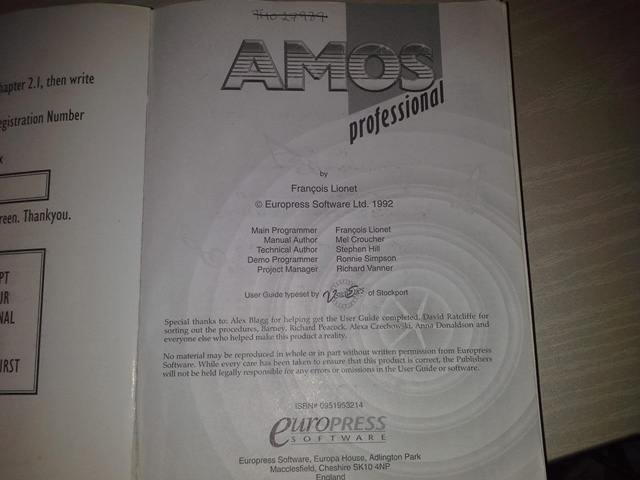 hapter 2.1, then write
egistration Number
x
reen. Thankyou.
PT
UR
NAL
IRST
AMOS
professional
by
François Lionet
© Europress Software Ltd. 1992
Main Programmer François Lionet
Manual Author Mel Croucher
Technical Author Stephen Hill
Demo Programmer Ronnie Simpson
Project Manager Richard Vanner
User Guide typeset by of Stockport
Special thanks to: Alex Blagg for helping get the User Guide completed, David Ratcliffe for
sorting out the procedures, Barney, Richard Peacock, Alexa Czechowski, Anna Donaldson and
everyone else who helped make this product a reality.
No material may be reproduced in whole or in part without written permission from Europress
Software. While every care has been taken to ensure that this product is correct, the Publishers
will not be held legally responsible for any errors or omissions in the User Guide or software.
ISBN# 0951953214
euroPRESS
SOFTWARE
Europress Software, Europa House, Adlington Park
Macclesfield, Cheshire SK10 4NP
England